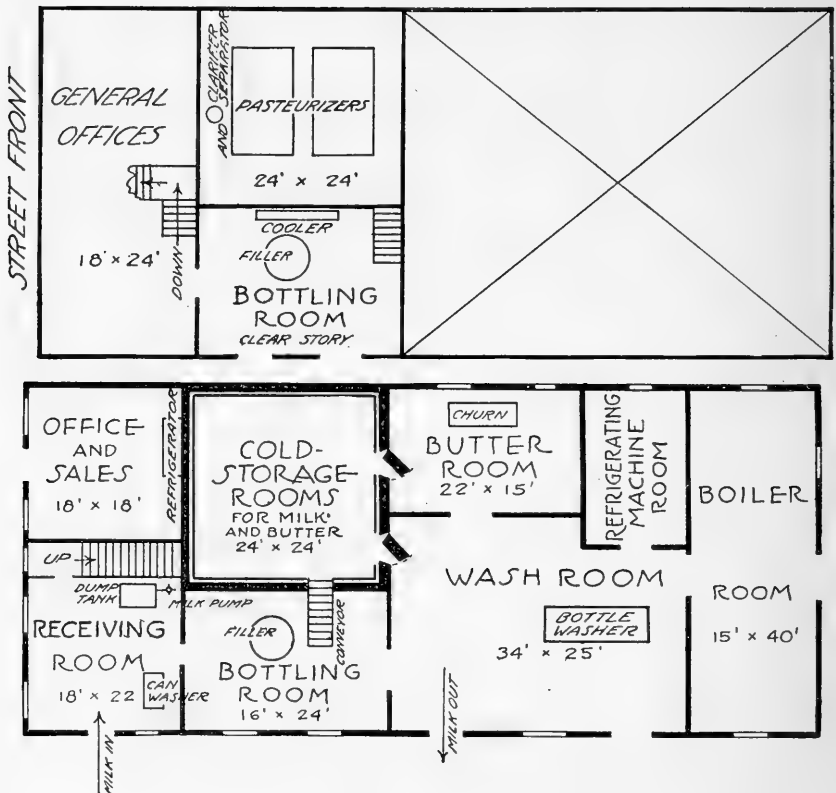 STREET FRONT
GENERAL
OFFICES
18' × 24'
DOWN
CLARIFIER
AND SEPARATOR
PASTEURIZERS
24' × 24'
COOLER
FILLER
BOTTLING
ROOM
CLEAR STORY
OFFICE
AND
SALES
18' × 18'
REFRIGERATOR
COLD-
STORAGE
ROOMS
FOR MILK
AND BUTTER
24' × 24'
CHURN
BUTTER
ROOM
22' × 15'
REFRIGERATING
MACHINE
ROOM
BOILER
ROOM
15' × 40'
UP
DUMP
TANK
MILK PUMP
RECEIVING
ROOM
18' × 22
CAN
WASHER
MILK IN
FILLER
CONVEYOR
BOTTLING
ROOM
16' × 24'
WASH ROOM
BOTTLE
WASHER
34' × 25'
MILK OUT